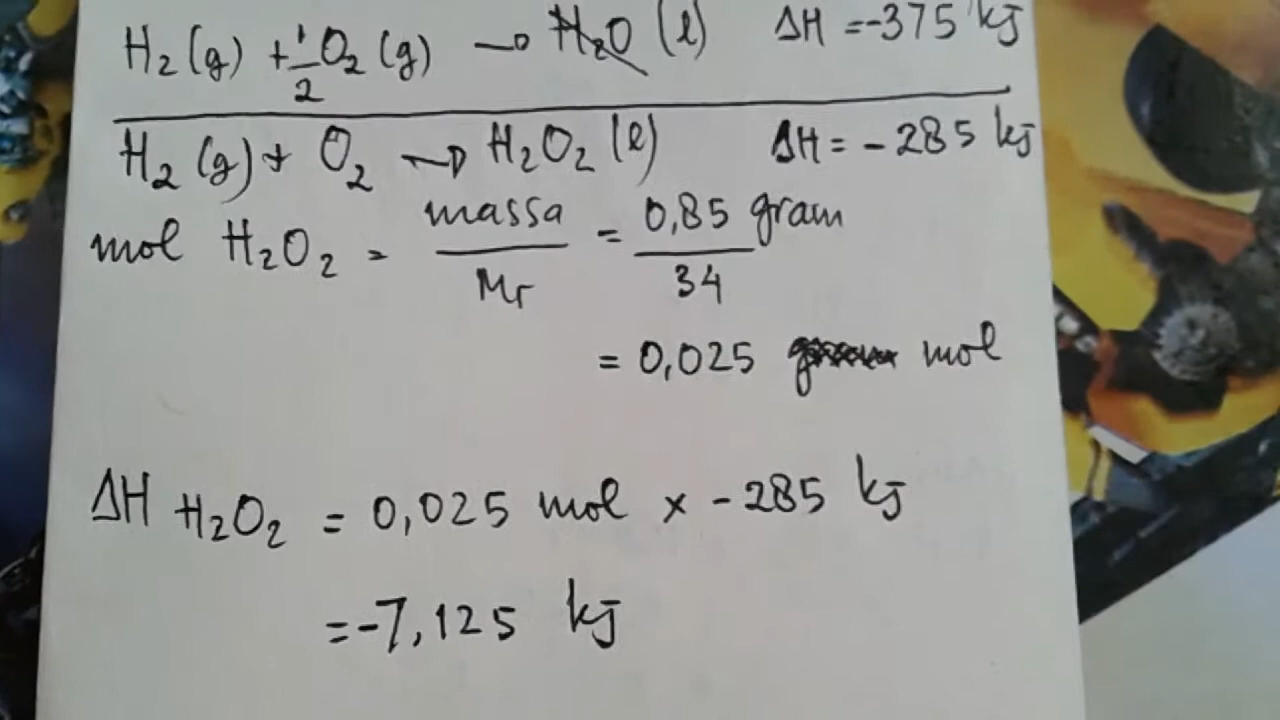 H₂(g) + 1/2 O₂(g) → H₂O (l) ΔH = -375 kj
H₂(g) + O₂ → H₂O₂ (l) ΔH = - 285 kj
mol H₂O₂ = massa/Mr = 0,85 gram/34
= 0,025 mol
ΔH H₂O₂ = 0,025 mol x - 285 kj
= -7,125 kj